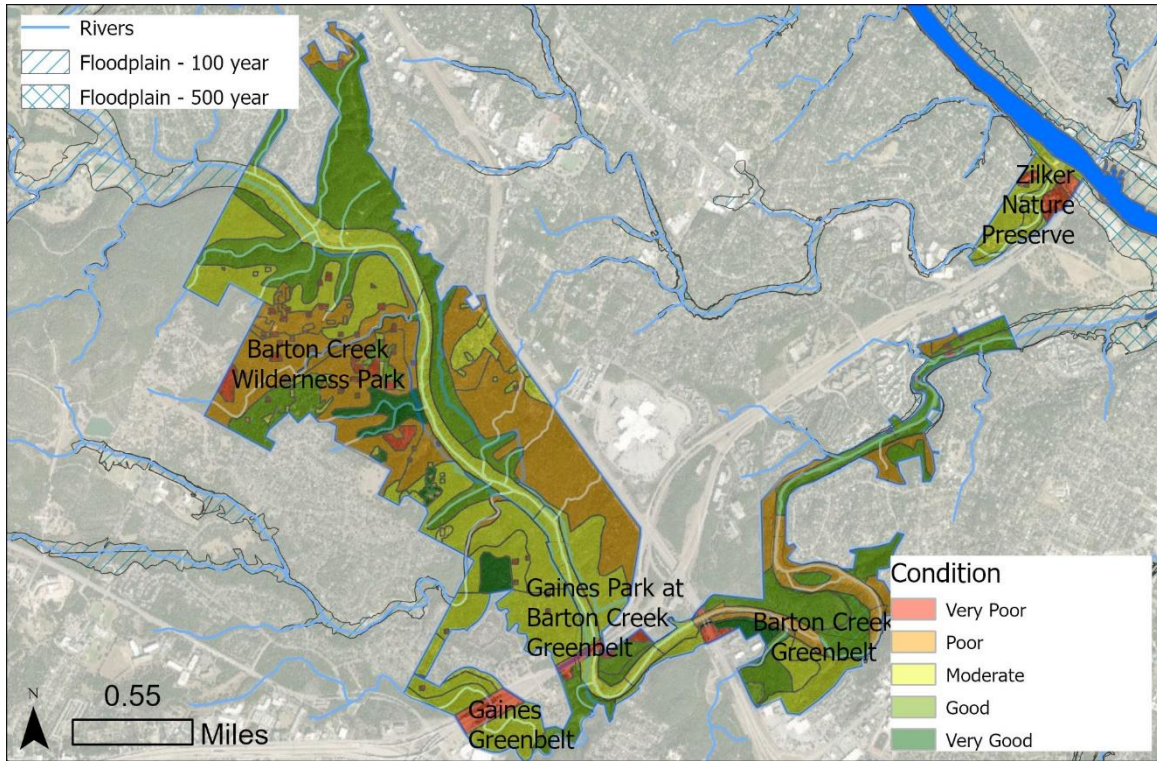 Rivers
Floodplain - 100 year
Floodplain - 500 year
Zilker
Nature
Preserve
Barton Creek
Wilderness Park
Gaines Park at
Barton Creek
Greenbelt
Barton Creek
Greenbelt
Gaines
Greenbelt
Condition
Very Poor
Poor
Moderate
Good
Very Good
N
0.55
Miles